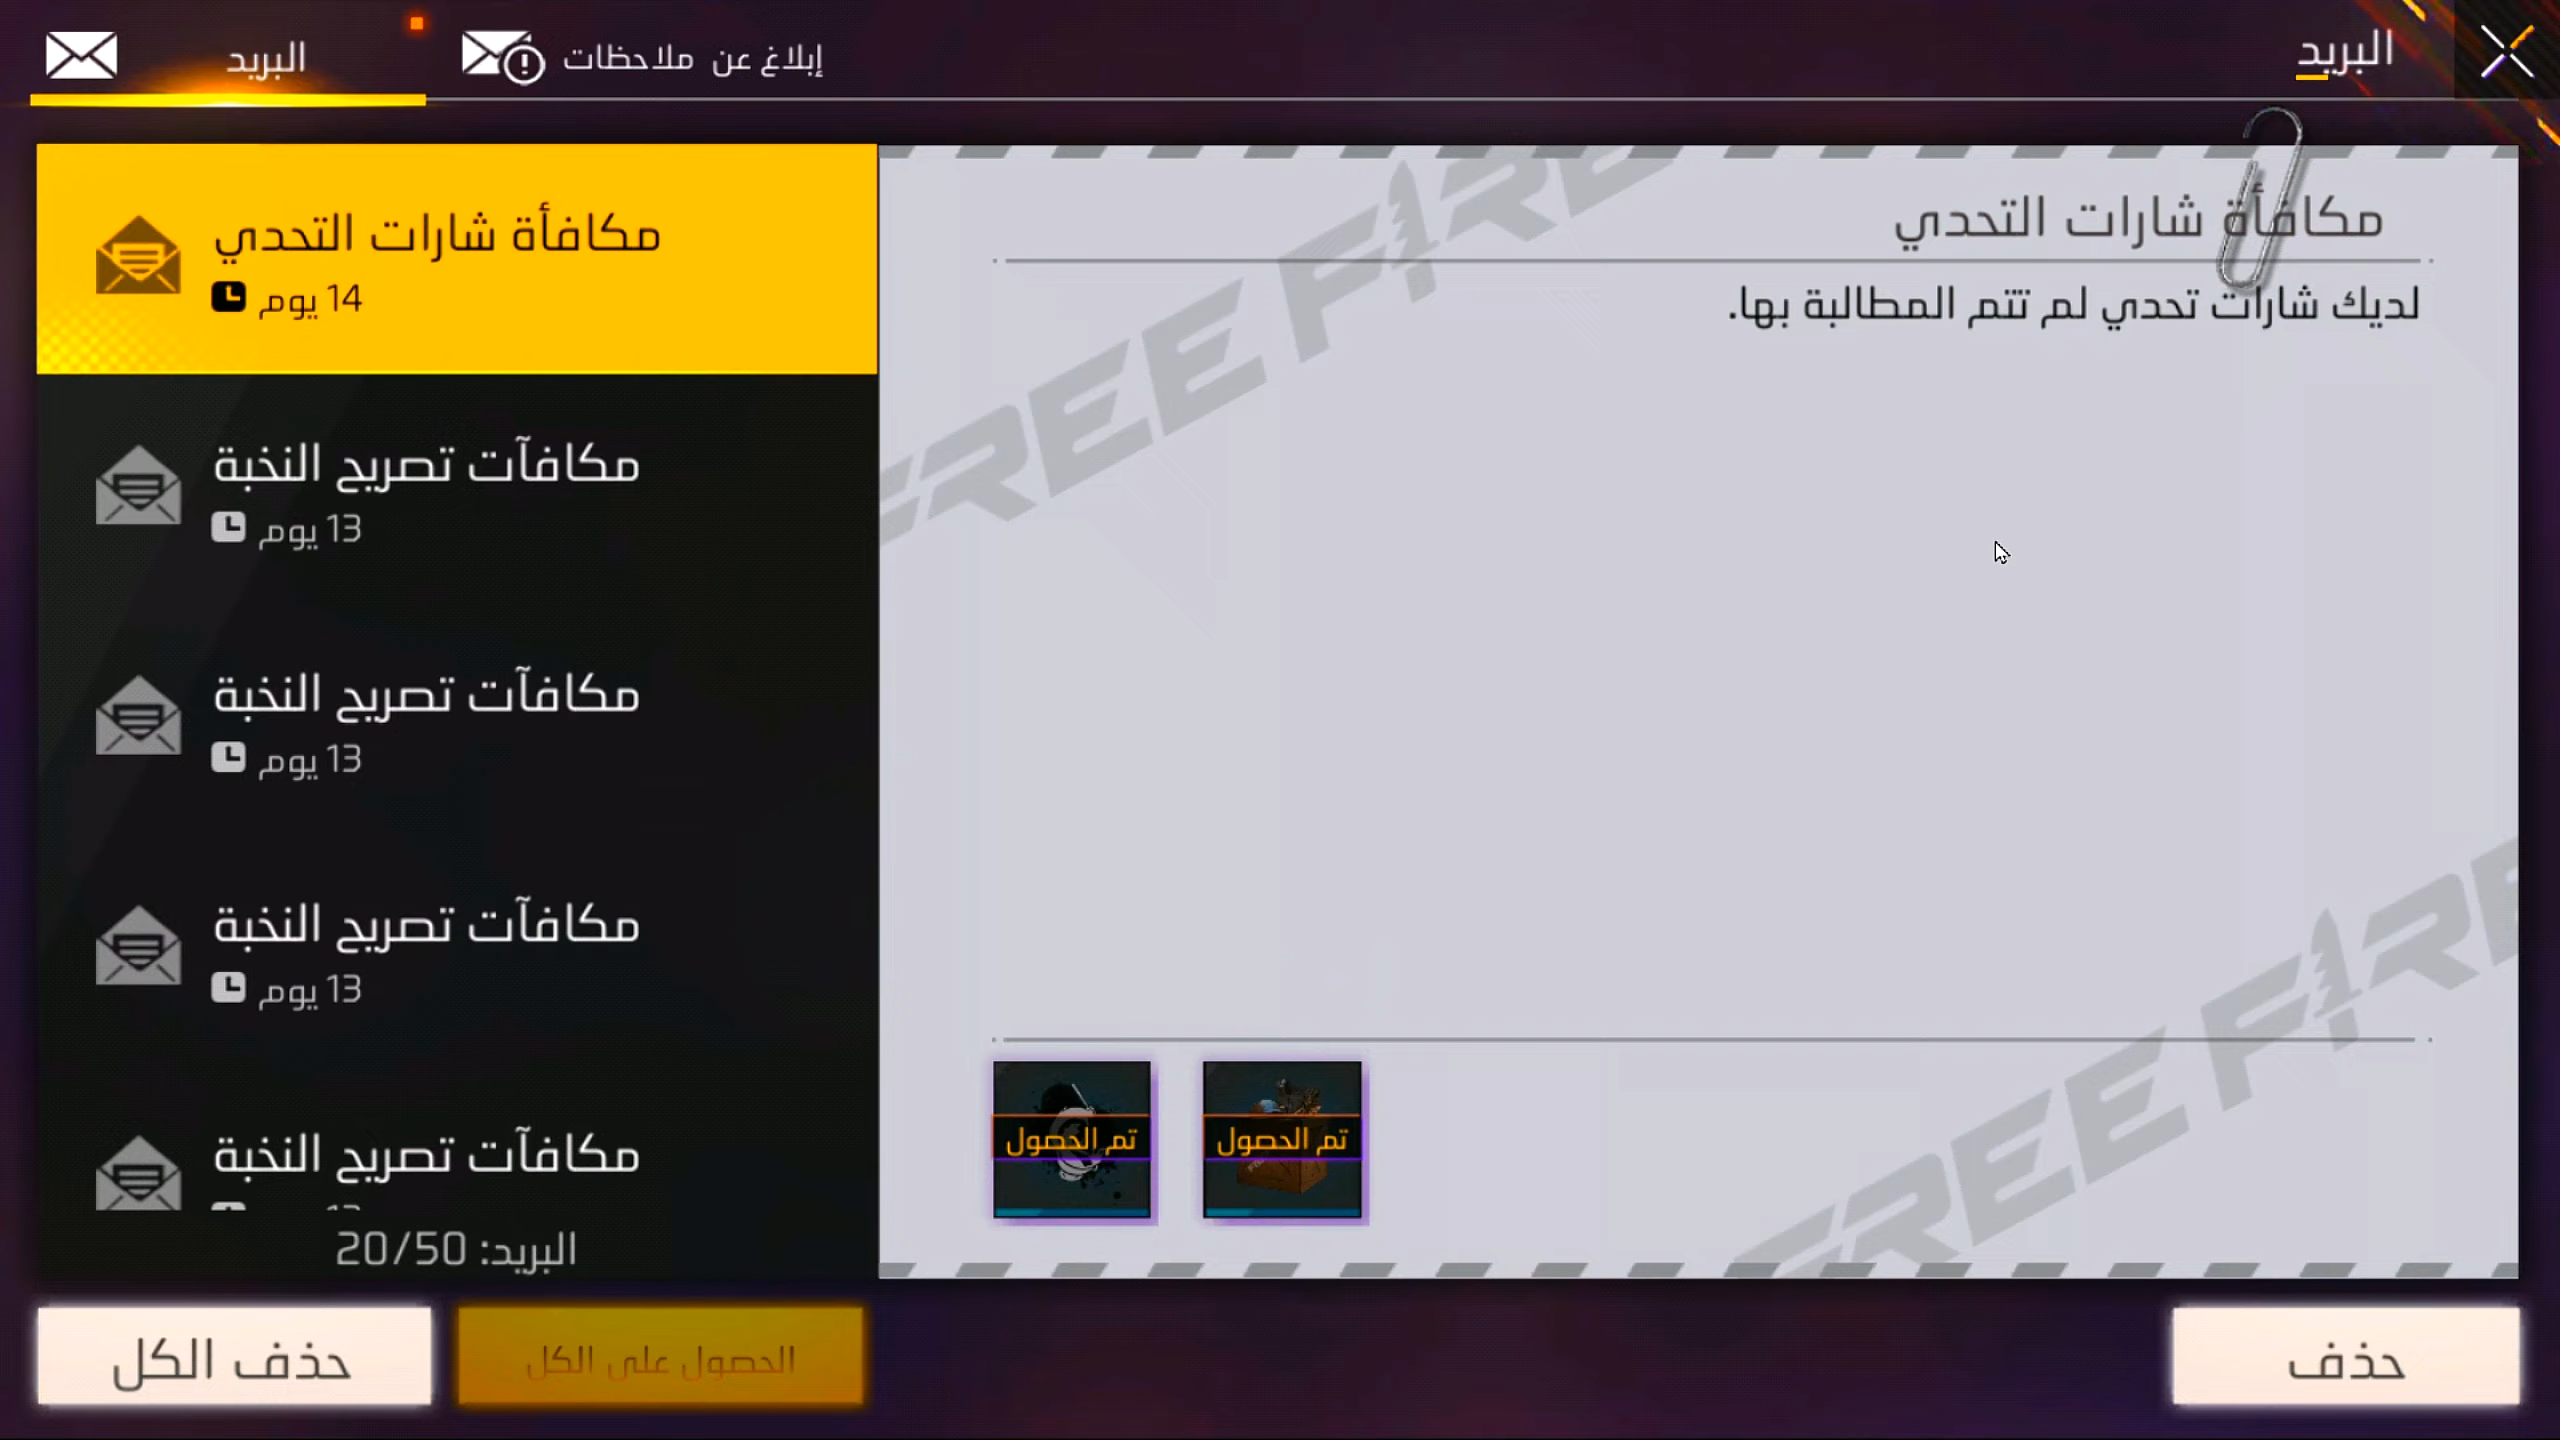 البريد
إبلاغ عن ملاحظات
البريد
مكافأة شارات التحدي
14 يوم
مكافآت تصريح النخبة
13 يوم
مكافآت تصريح النخبة
13 يوم
مكافآت تصريح النخبة
13 يوم
مكافآت تصريح النخبة
البريد: 20/50
حذف الكل
الحصول على الكل
مكافأة شارات التحدي
لديك شارات تحدي لم تتم المطالبة بها.
FREE FIRE
FREE FIRE
تم الحصول
تم الحصول
حذف